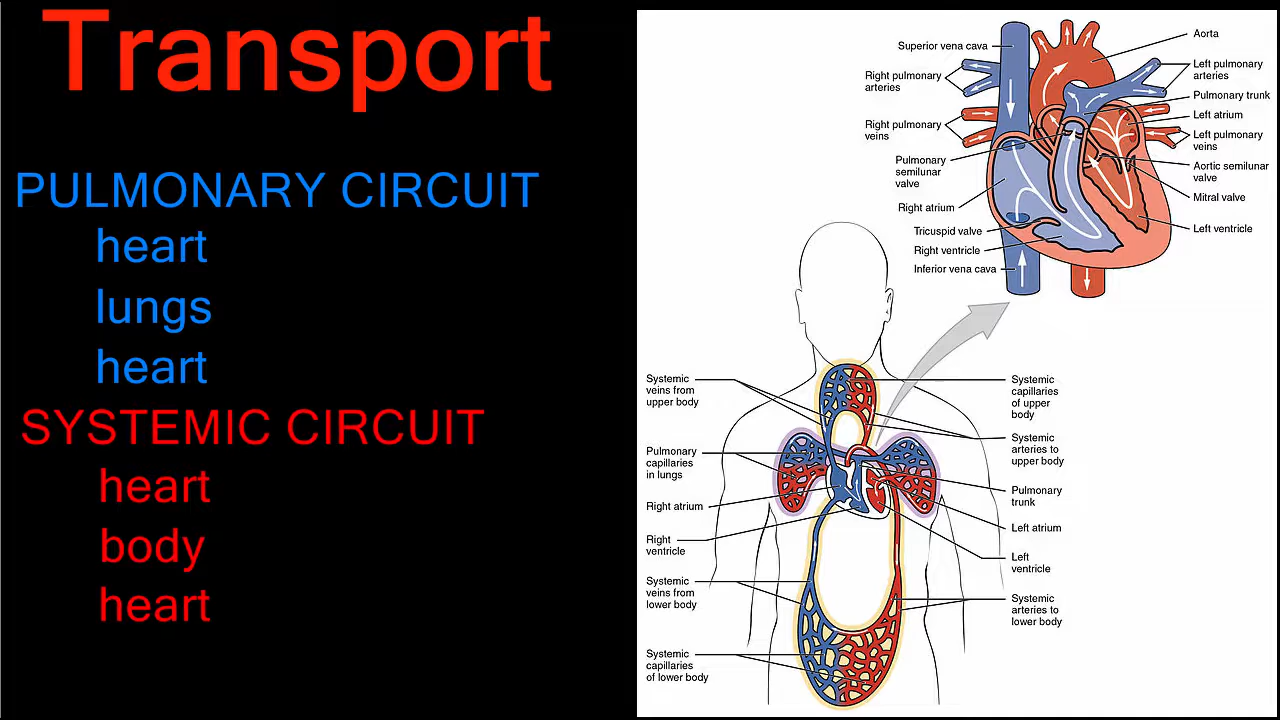 Transport
PULMONARY CIRCUIT
heart
lungs
heart
SYSTEMIC CIRCUIT
heart
body
heart
Superior vena cava
Right pulmonary
arteries
Right pulmonary
veins
Pulmonary
semilunar
valve
Right atrium
Tricuspid valve
Right ventricle
Inferior vena cava
Aorta
Left pulmonary
arteries
Pulmonary trunk
Left atrium
Left pulmonary
veins
Aortic semilunar
valve
Mitral valve
Left ventricle
Systemic
veins from
upper body
Pulmonary
capillaries
in lungs
Right atrium
Right
ventricle
Systemic
veins from
lower body
Systemic
capillaries
of lower body
Systemic
capillaries
of upper
body
Systemic
arteries to
upper body
Pulmonary
trunk
Left atrium
Left
ventricle
Systemic
arteries to
lower body